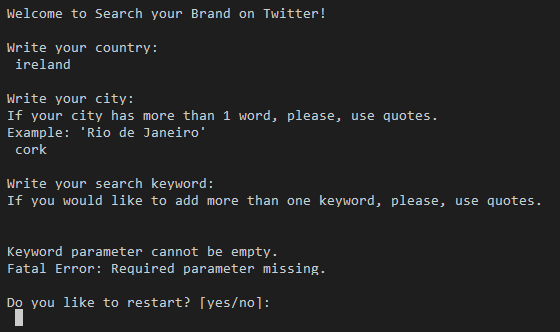 Welcome to Search your Brand on Twitter!
Write your country:
ireland
Write your city:
If your city has more than 1 word, please, use quotes.
Example: 'Rio de Janeiro'
cork
Write your search keyword:
If you would like to add more than one keyword, please, use quotes.
Keyword parameter cannot be empty.
Fatal Error: Required parameter missing.
Do you like to restart? [yes/no]: